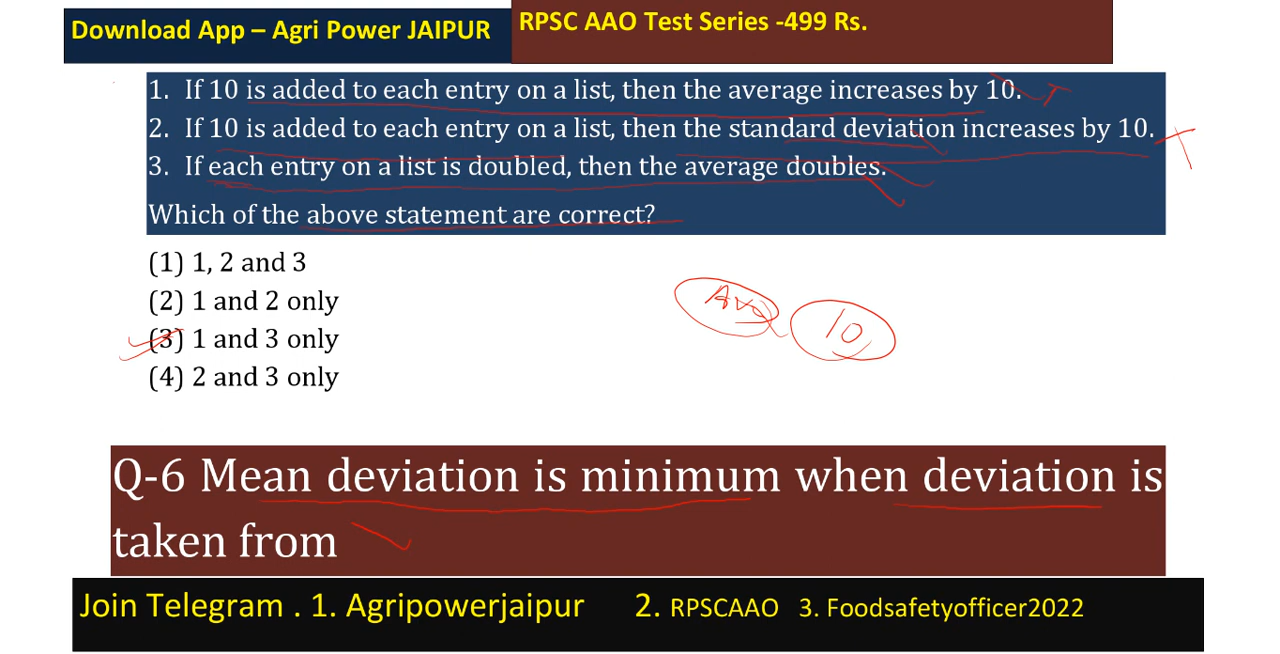 Download App – Agri Power JAIPUR
RPSC AAO Test Series -499 Rs.
1. If 10 is added to each entry on a list, then the average increases by 10.
2. If 10 is added to each entry on a list, then the standard deviation increases by 10.
3. If each entry on a list is doubled, then the average doubles.
Which of the above statement are correct?
(1) 1, 2 and 3
(2) 1 and 2 only
(3) 1 and 3 only
(4) 2 and 3 only
Avg 10
Q-6 Mean deviation is minimum when deviation is
taken from
Join Telegram . 1. Agripowerjaipur 2. RPSCAAO 3. Foodsafetyofficer2022